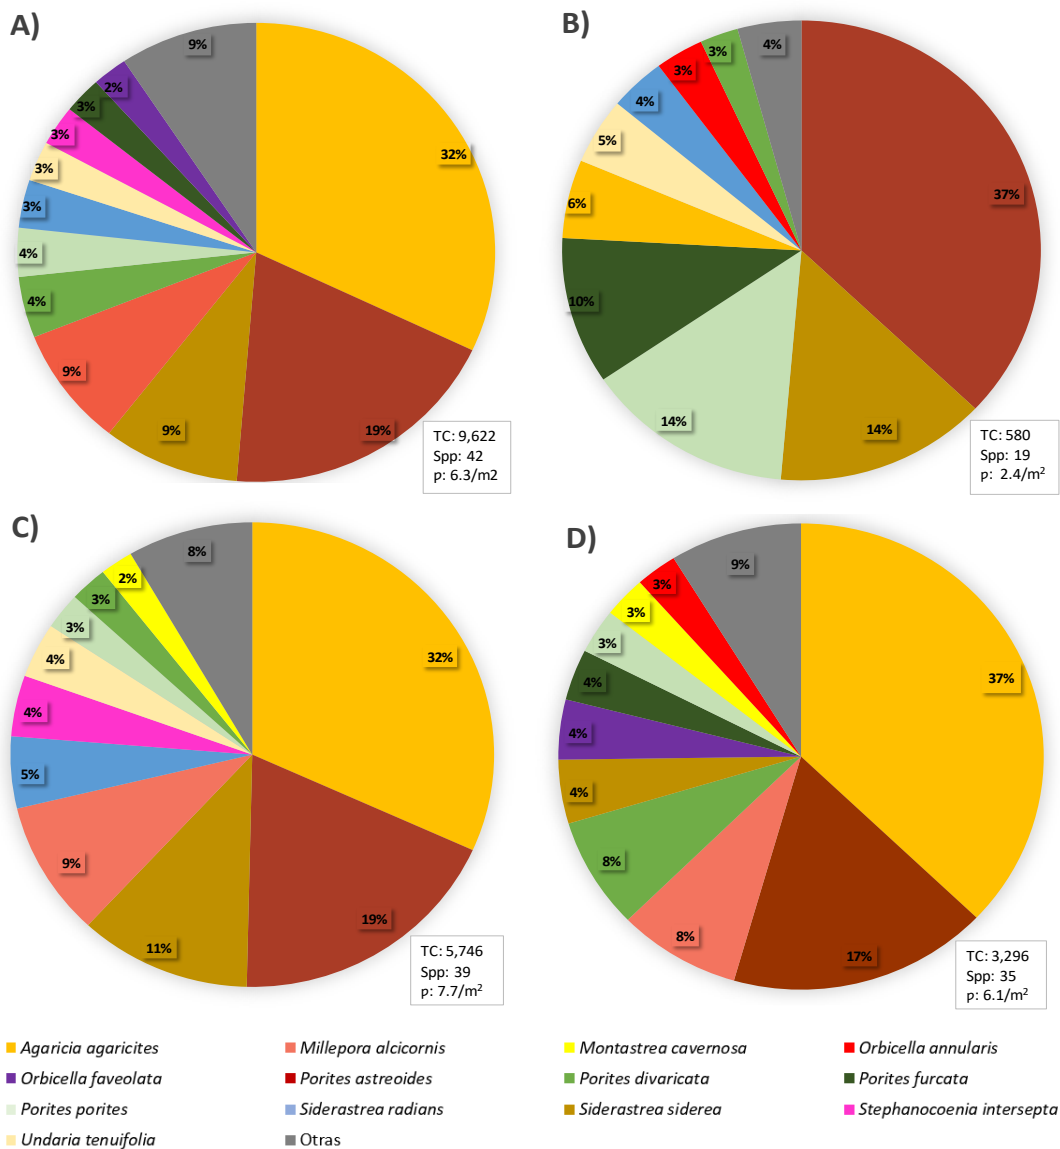 A)
9%
32%
2%
3%
3%
3%
3%
4%
4%
9%
9%
19%
TC: 9,622
Spp: 42
p: 6.3/m2
B)
4%
3%
3%
4%
5%
6%
10%
14%
14%
37%
TC: 580
Spp: 19
p: 2.4/m²
C)
8%
2%
3%
3%
4%
4%
5%
9%
11%
19%
32%
TC: 5,746
Spp: 39
p: 7.7/m²
D)
9%
3%
3%
3%
4%
4%
4%
8%
8%
17%
37%
TC: 3,296
Spp: 35
p: 6.1/m²
Agaricia agaricites Millepora alcicornis Montastrea cavernosa Orbicella annularis
Orbicella faveolata Porites astreoides Porites divaricata Porites furcata
Porites porites Siderastrea radians Siderastrea siderea Stephanocoenia intersepta
Undaria tenuifolia Otras